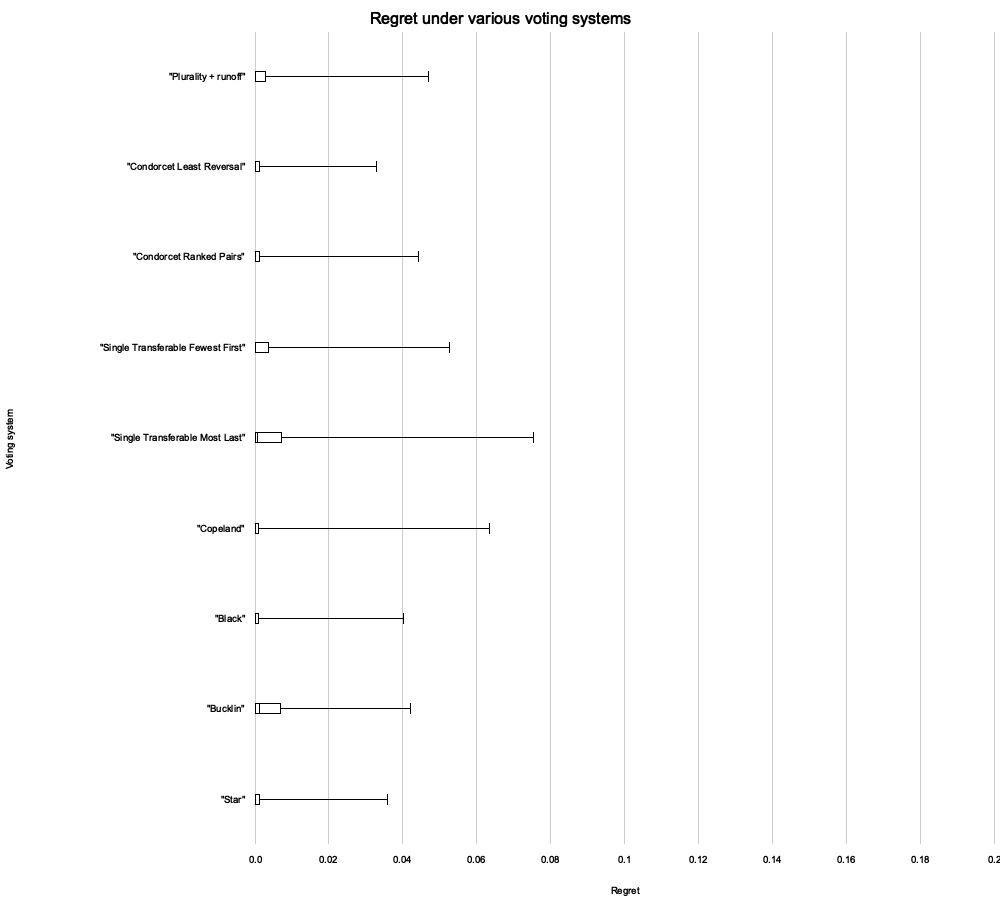 Regret under various voting systems
"Plurality + runoff"
"Condorcet Least Reversal"
"Condorcet Ranked Pairs"
"Single Transferable Fewest First"
"Single Transferable Most Last"
"Copeland"
"Black"
"Bucklin"
"Star"
Voting system
0.0 0.02 0.04 0.06 0.08 0.1 0.12 0.14 0.16 0.18 0.2
Regret